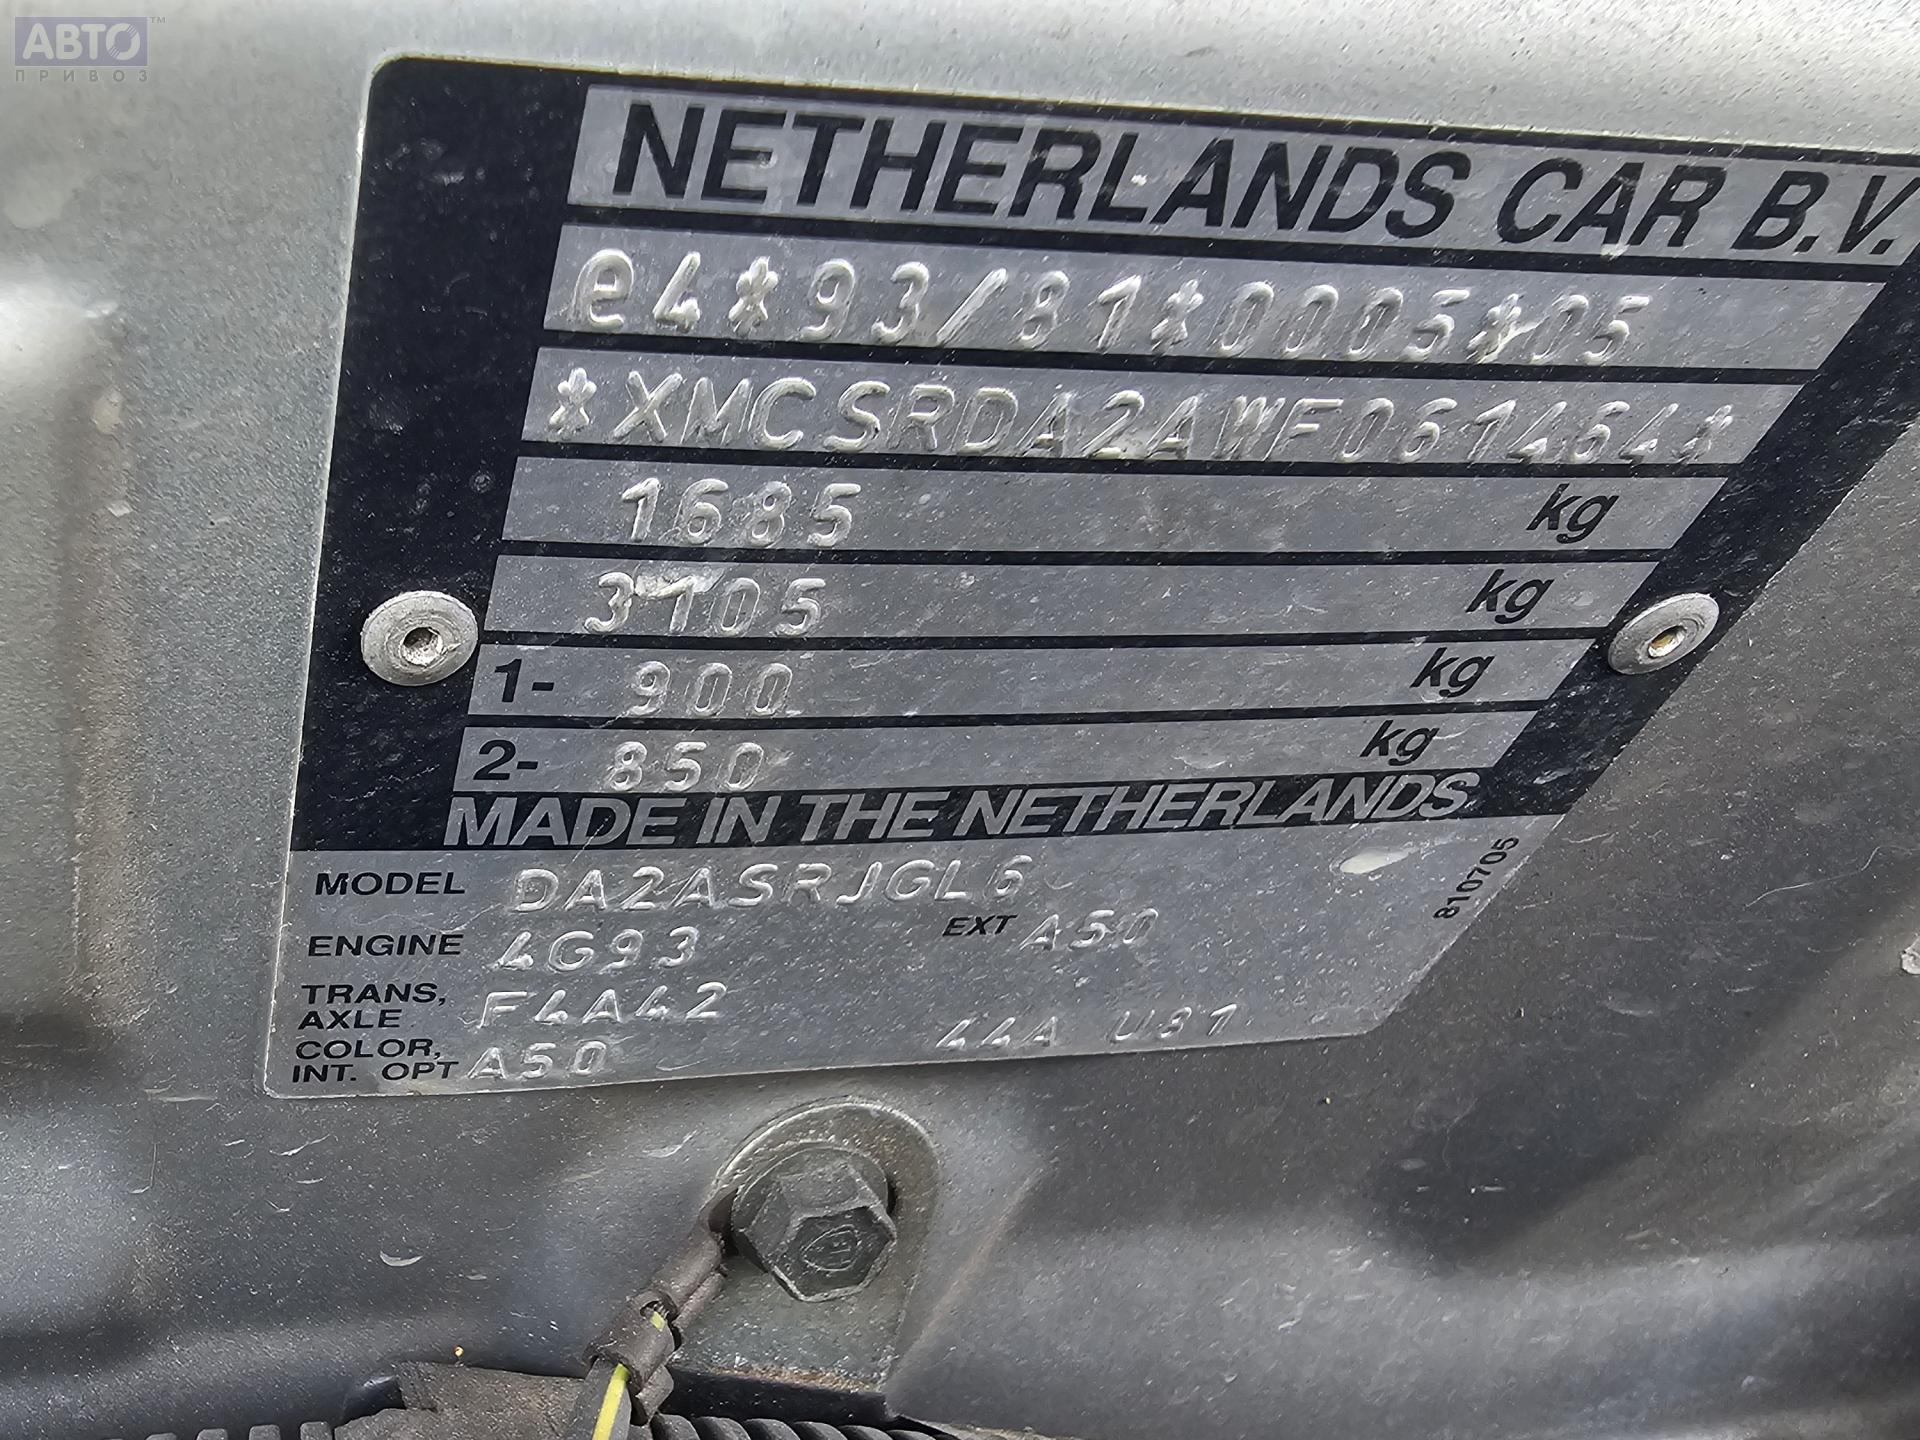 АВТО™
ПРИВОЗ
NETHERLANDS CAR B.V.
e4*93/81*0005*05
*XMCSRDA2AWF061464*
1685 kg
3105 kg
1- 900 kg
2- 850 kg
MADE IN THE NETHERLANDS
MODEL DA2ASRJGL6
810705
ENGINE 4G93 EXT A50
TRANS, AXLE F4A42
COLOR, INT. OPT A50 44A U81